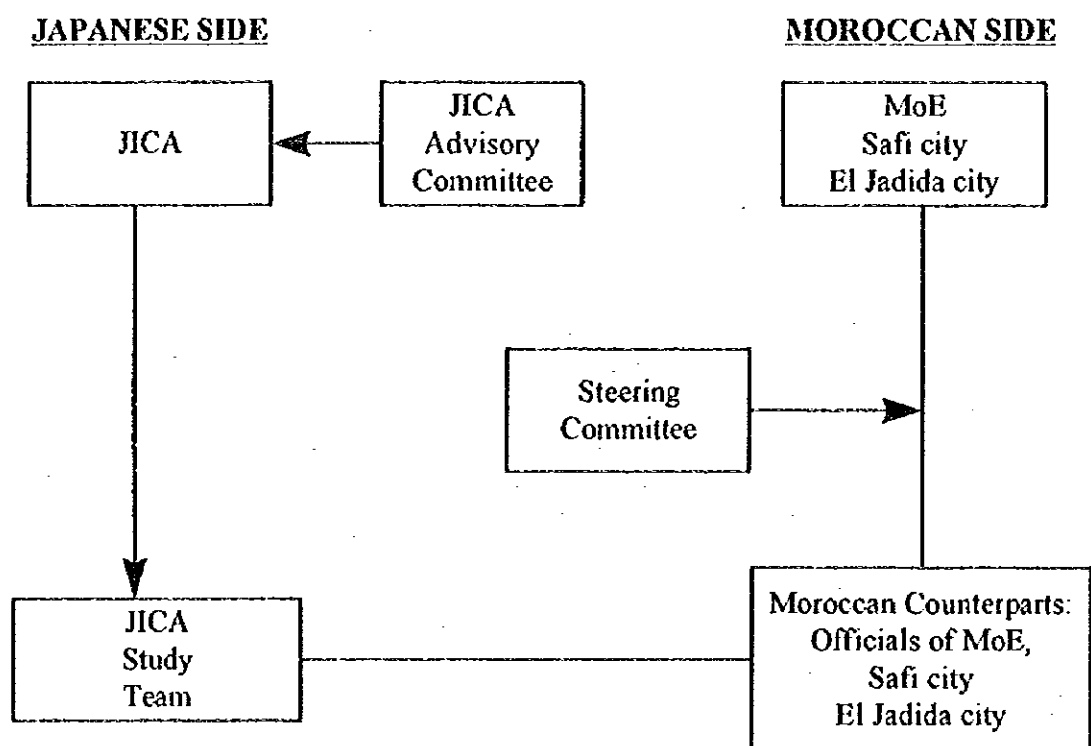 JAPANESE SIDE
MOROCCAN SIDE
JICA
JICA
Advisory
Committee
MoE
Safi city
El Jadida city
Steering
Committee
JICA
Study
Team
Moroccan Counterparts:
Officials of MoE,
Safi city
El Jadida city